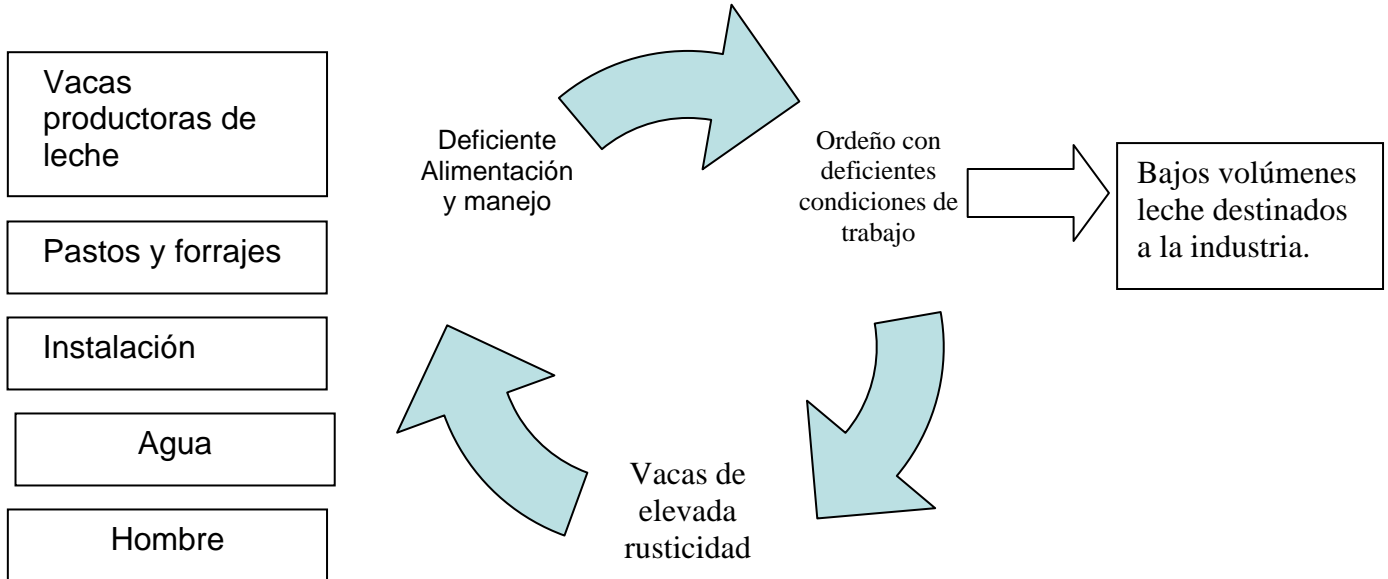 Vacas
productoras de
leche
Pastos y forrajes
Instalación
Agua
Hombre
Deficiente
Alimentación
y manejo
Ordeño con
deficientes
condiciones de
trabajo
Vacas de
elevada
rusticidad
Bajos volúmenes
leche destinados
a la industria.